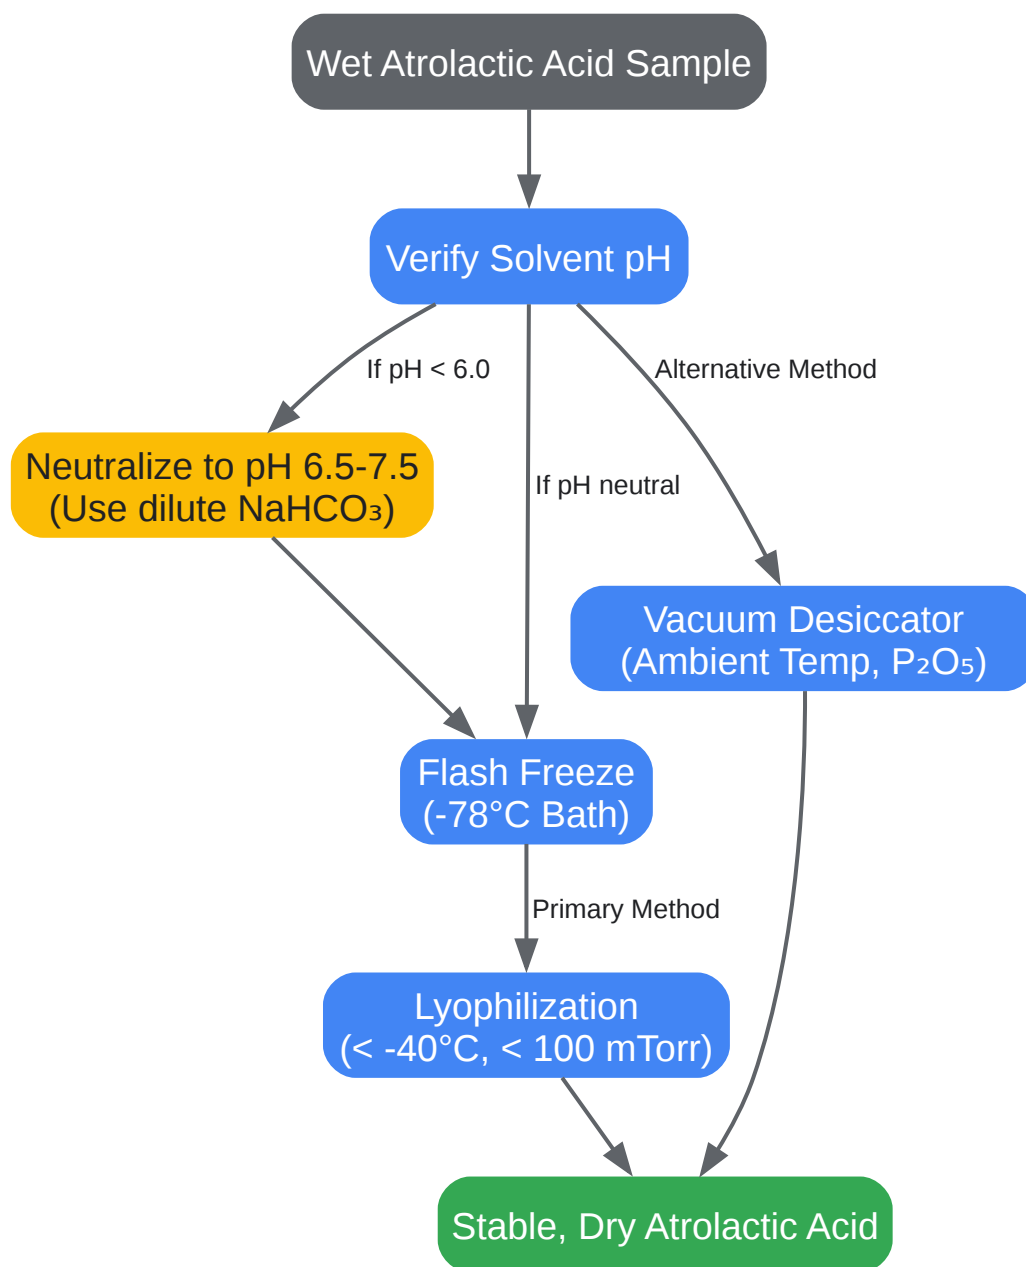 Wet Atrolactic Acid Sample
Verify Solvent pH
If pH < 6.0
Alternative Method
Neutralize to pH 6.5-7.5
(Use dilute NaHCO₃)
If pH neutral
Vacuum Desiccator
(Ambient Temp, P₂O₅)
Flash Freeze
(-78°C Bath)
Primary Method
Lyophilization
(< -40°C, < 100 mTorr)
Stable, Dry Atrolactic Acid